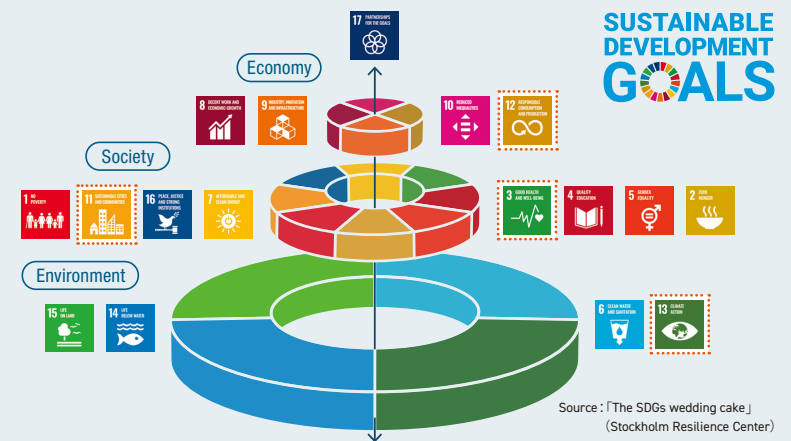 17 PARTNERSHIPS
FOR THE GOALS
SUSTAINABLE
DEVELOPMENT
GOALS
Economy
8 DECENT WORK AND
ECONOMIC GROWTH
9 INDUSTRY, INNOVATION
AND INFRASTRUCTURE
10 REDUCED
INEQUALITIES
12 RESPONSIBLE
CONSUMPTION
AND PRODUCTION
Society
1 NO
POVERTY
11 SUSTAINABLE CITIES
AND COMMUNITIES
16 PEACE, JUSTICE
AND STRONG
INSTITUTIONS
7 AFFORDABLE AND
CLEAN ENERGY
3 GOOD HEALTH
AND WELL-BEING
4 QUALITY
EDUCATION
5 GENDER
EQUALITY
2 ZERO
HUNGER
Environment
15 LIFE
ON LAND
14 LIFE
BELOW WATER
6 CLEAN WATER
AND SANITATION
13 CLIMATE
ACTION
Source:「The SDGs wedding cake」
(Stockholm Resilience Center)